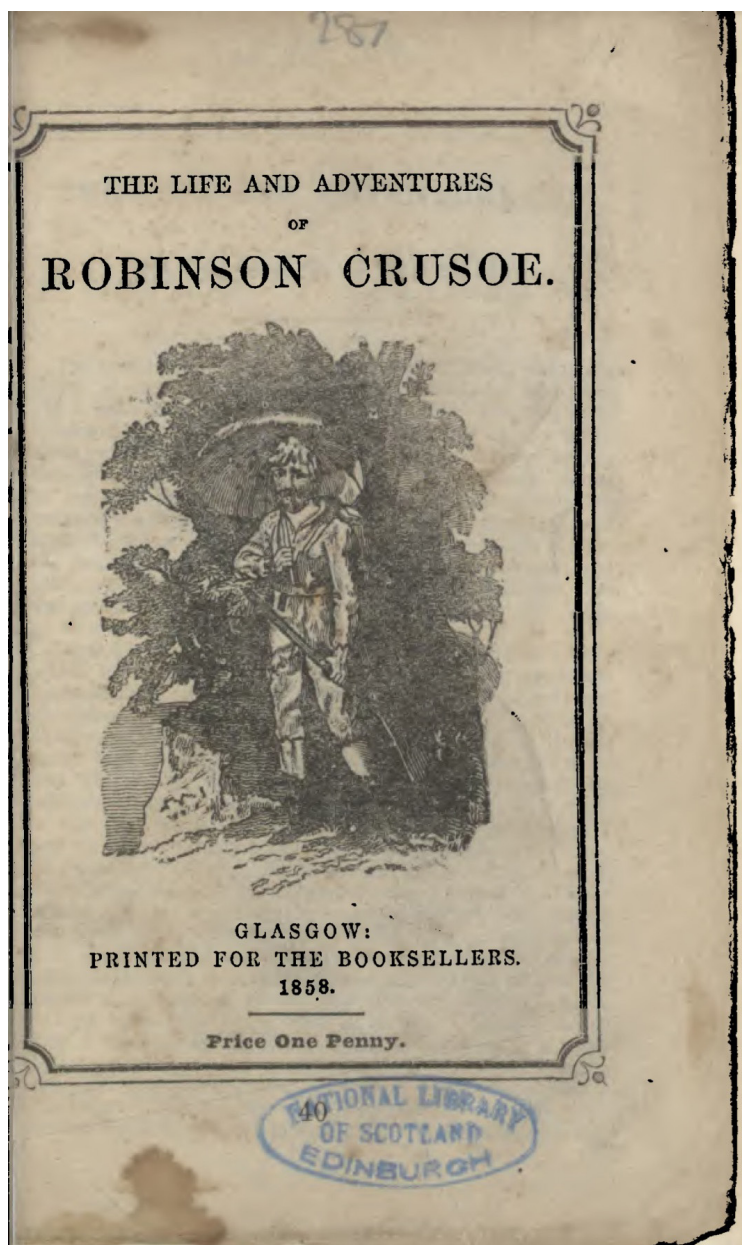 287
THE LIFE AND ADVENTURES
OF
ROBINSON CRUSOE.
GLASGOW:
PRINTED FOR THE BOOKSELLERS.
1858.
Price One Penny.
40
NATIONAL LIBRARY
OF SCOTLAND
EDINBURGH